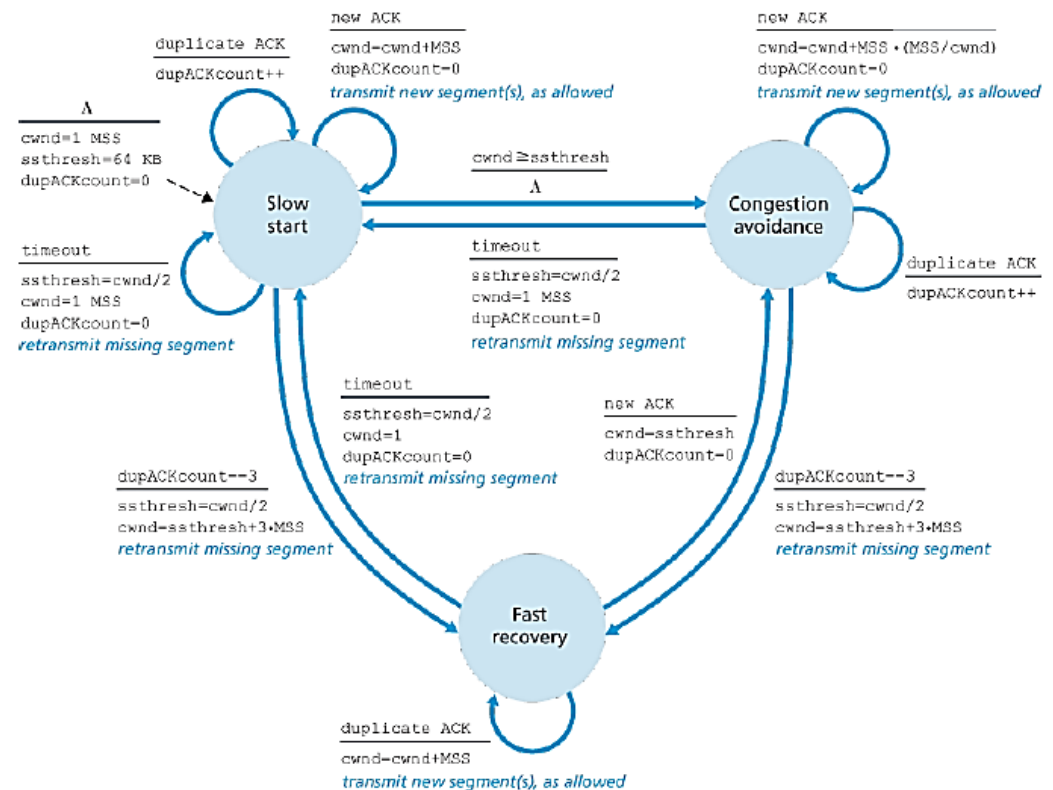 new ACK
cwnd=cwnd+MSS
dupACKcount=0
transmit new segment(s), as allowed
duplicate ACK
dupACKcount++
Λ
cwnd=1 MSS
ssthresh=64 KB
dupACKcount=0
Slow
start
timeout
ssthresh=cwnd/2
cwnd=1 MSS
dupACKcount=0
retransmit missing segment
cwnd≥ssthresh
Λ
timeout
ssthresh=cwnd/2
cwnd=1 MSS
dupACKcount=0
retransmit missing segment
new ACK
cwnd=cwnd+MSS •(MSS/cwnd)
dupACKcount=0
transmit new segment(s), as allowed
Congestion
avoidance
duplicate ACK
dupACKcount++
timeout
ssthresh=cwnd/2
cwnd=1
dupACKcount=0
retransmit missing segment
new ACK
cwnd=ssthresh
dupACKcount=0
dupACKcount==3
ssthresh=cwnd/2
cwnd=ssthresh+3•MSS
retransmit missing segment
dupACKcount==3
ssthresh=cwnd/2
cwnd=ssthresh+3•MSS
retransmit missing segment
Fast
recovery
duplicate ACK
cwnd=cwnd+MSS
transmit new segment(s), as allowed